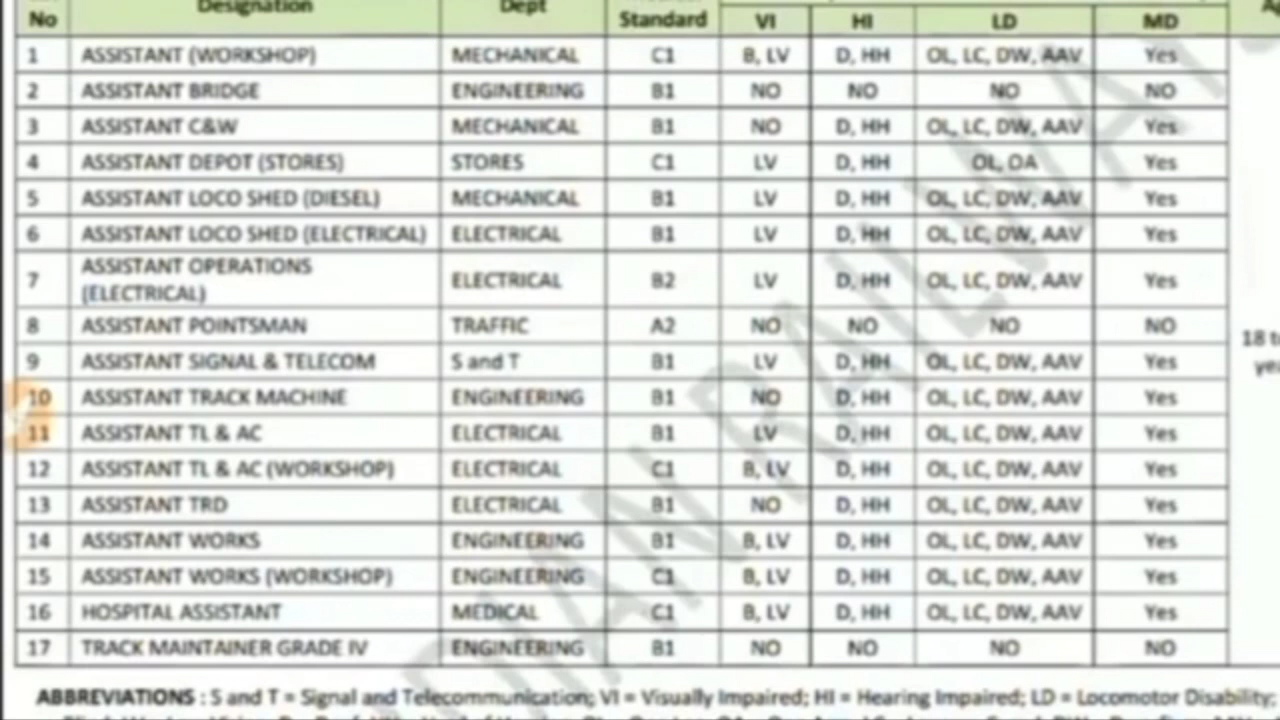 No Designation Dept Standard VI HI LD MD
1 ASSISTANT (WORKSHOP) MECHANICAL C1 B, LV D, HH OL, LC, DW, AAV Yes
2 ASSISTANT BRIDGE ENGINEERING B1 NO NO NO NO
3 ASSISTANT C&W MECHANICAL B1 NO D, HH OL, LC, DW, AAV Yes
4 ASSISTANT DEPOT (STORES) STORES C1 LV D, HH OL, OA Yes
5 ASSISTANT LOCO SHED (DIESEL) MECHANICAL B1 LV D, HH OL, LC, DW, AAV Yes
6 ASSISTANT LOCO SHED (ELECTRICAL) ELECTRICAL B1 LV D, HH OL, LC, DW, AAV Yes
7 ASSISTANT OPERATIONS
(ELECTRICAL) ELECTRICAL B2 LV D, HH OL, LC, DW, AAV Yes
8 ASSISTANT POINTSMAN TRAFFIC A2 NO NO NO NO
18
9 ASSISTANT SIGNAL & TELECOM S and T B1 LV D, HH OL, LC, DW, AAV Yes
10 ASSISTANT TRACK MACHINE ENGINEERING B1 NO D, HH OL, LC, DW, AAV Yes
11 ASSISTANT TL & AC ELECTRICAL B1 LV D, HH OL, LC, DW, AAV Yes
12 ASSISTANT TL & AC (WORKSHOP) ELECTRICAL C1 B, LV D, HH OL, LC, DW, AAV Yes
13 ASSISTANT TRD ELECTRICAL B1 NO D, HH OL, LC, DW, AAV Yes
14 ASSISTANT WORKS ENGINEERING B1 B, LV D, HH OL, LC, DW, AAV Yes
15 ASSISTANT WORKS (WORKSHOP) ENGINEERING C1 B, LV D, HH OL, LC, DW, AAV Yes
16 HOSPITAL ASSISTANT MEDICAL C1 B, LV D, HH OL, LC, DW, AAV Yes
17 TRACK MAINTAINER GRADE IV ENGINEERING B1 NO NO NO NO
ABBREVIATIONS : S and T = Signal and Telecommunication; VI = Visually Impaired; HI = Hearing Impaired; LD = Locomotor Disability;